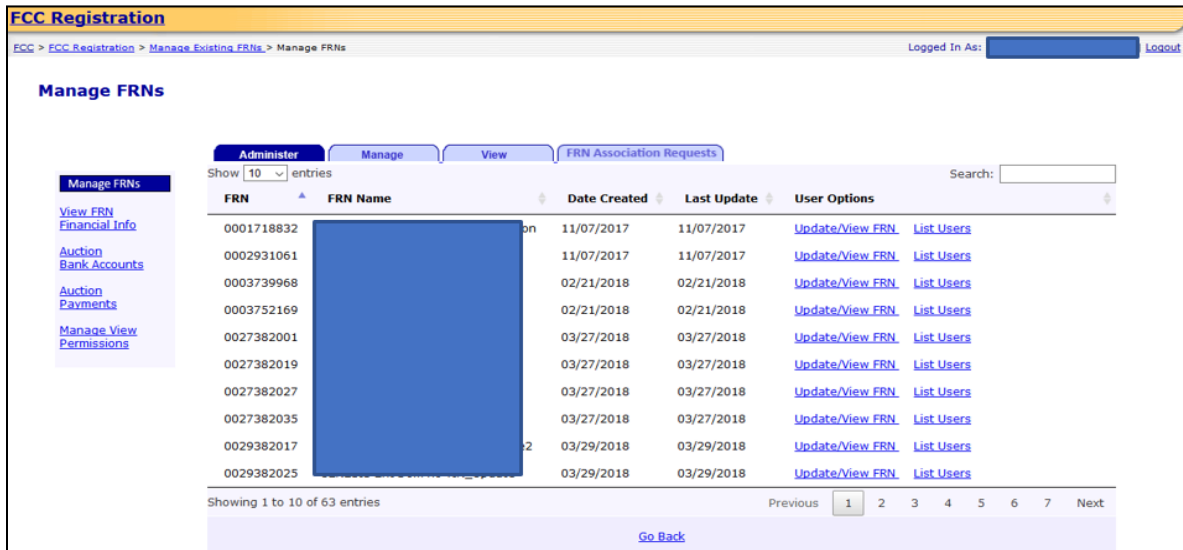 FCC Registration
FCC > FCC Registration > Manage Existing FRNs > Manage FRNs Logged In As: Logout
Manage FRNs
Administer Manage View FRN Association Requests
Show 10 entries Search:
Manage FRNs
View FRN
Financial Info
Auction
Bank Accounts
Auction
Payments
Manage View
Permissions
FRN FRN Name Date Created Last Update User Options
0001718832 on 11/07/2017 11/07/2017 Update/View FRN List Users
0002931061 11/07/2017 11/07/2017 Update/View FRN List Users
0003739968 02/21/2018 02/21/2018 Update/View FRN List Users
0003752169 02/21/2018 02/21/2018 Update/View FRN List Users
0027382001 03/27/2018 03/27/2018 Update/View FRN List Users
0027382019 03/27/2018 03/27/2018 Update/View FRN List Users
0027382027 03/27/2018 03/27/2018 Update/View FRN List Users
0027382035 03/27/2018 03/27/2018 Update/View FRN List Users
0029382017 e2 03/29/2018 03/29/2018 Update/View FRN List Users
0029382025 03/29/2018 03/29/2018 Update/View FRN List Users
Showing 1 to 10 of 63 entries Previous 1 2 3 4 5 6 7 Next
Go Back